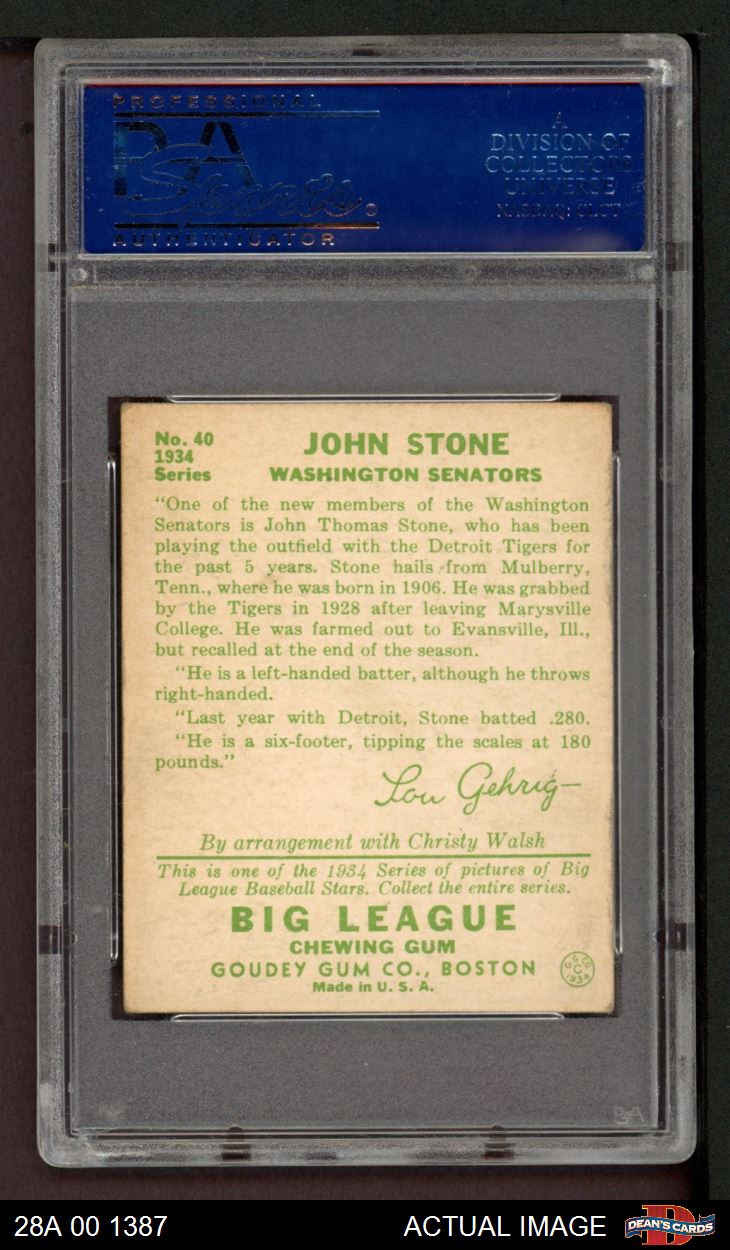 PROFESSIONAL
PSA
Sports®
AUTHENTICATOR
A
DIVISION OF
COLLECTORS
UNIVERSE
NASDAQ: CLCT
No. 40
1934
Series
JOHN STONE
WASHINGTON SENATORS
"One of the new members of the Washington
Senators is John Thomas Stone, who has been
playing the outfield with the Detroit Tigers for
the past 5 years. Stone hails from Mulberry,
Tenn., where he was born in 1906. He was grabbed
by the Tigers in 1928 after leaving Marysville
College. He was farmed out to Evansville, Ill.,
but recalled at the end of the season.
"He is a left-handed batter, although he throws
right-handed.
"Last year with Detroit, Stone batted .280.
"He is a six-footer, tipping the scales at 180
pounds."
Lou Gehrig
By arrangement with Christy Walsh
This is one of the 1934 Series of pictures of Big
League Baseball Stars. Collect the entire series.
BIG LEAGUE
CHEWING GUM
GOUDEY GUM CO., BOSTON
Made in U. S. A.
G. G. CO.
C
1934
PSA
28A 00 1387
ACTUAL IMAGE
D
DEAN'S CARDS